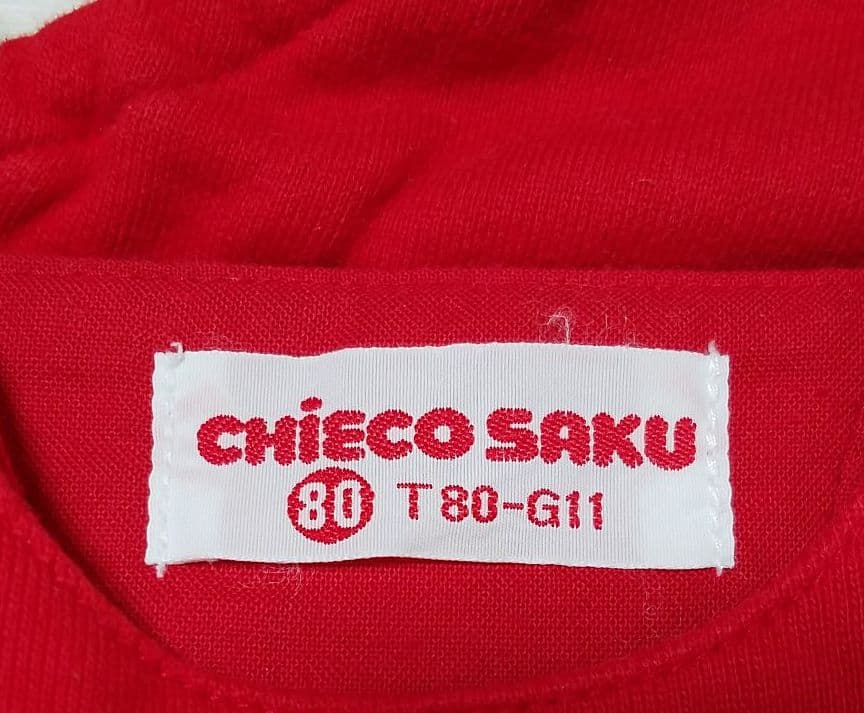 CHiECO SAKU
80 T80-G11